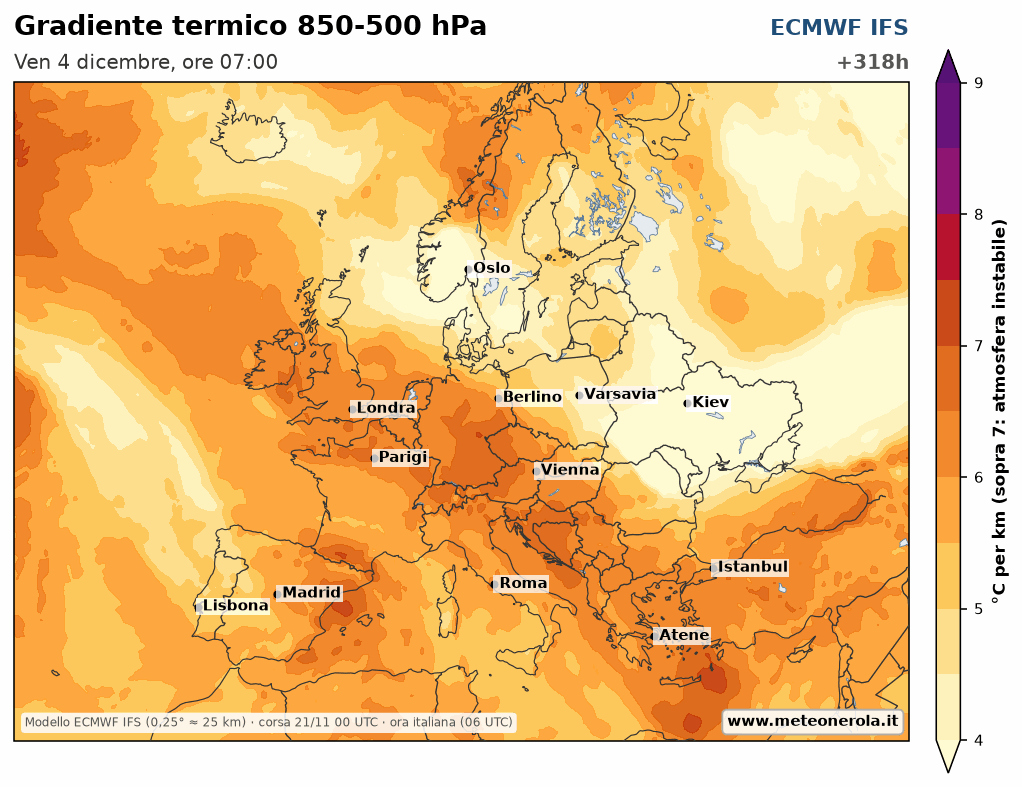 Gradiente termico 850-500 hPa
ECMWF IFS
Ven 4 dicembre, ore 07:00
+318h
Oslo
Berlino
Varsavia
Kiev
Londra
Parigi
Vienna
Istanbul
Roma
Madrid
Lisbona
Atene
Modello ECMWF IFS (0,25° ≈ 25 km) · corsa 21/11 00 UTC · ora italiana (06 UTC)
www.meteonerola.it
9
8
7
6
5
4
°C per km (sopra 7: atmosfera instabile)